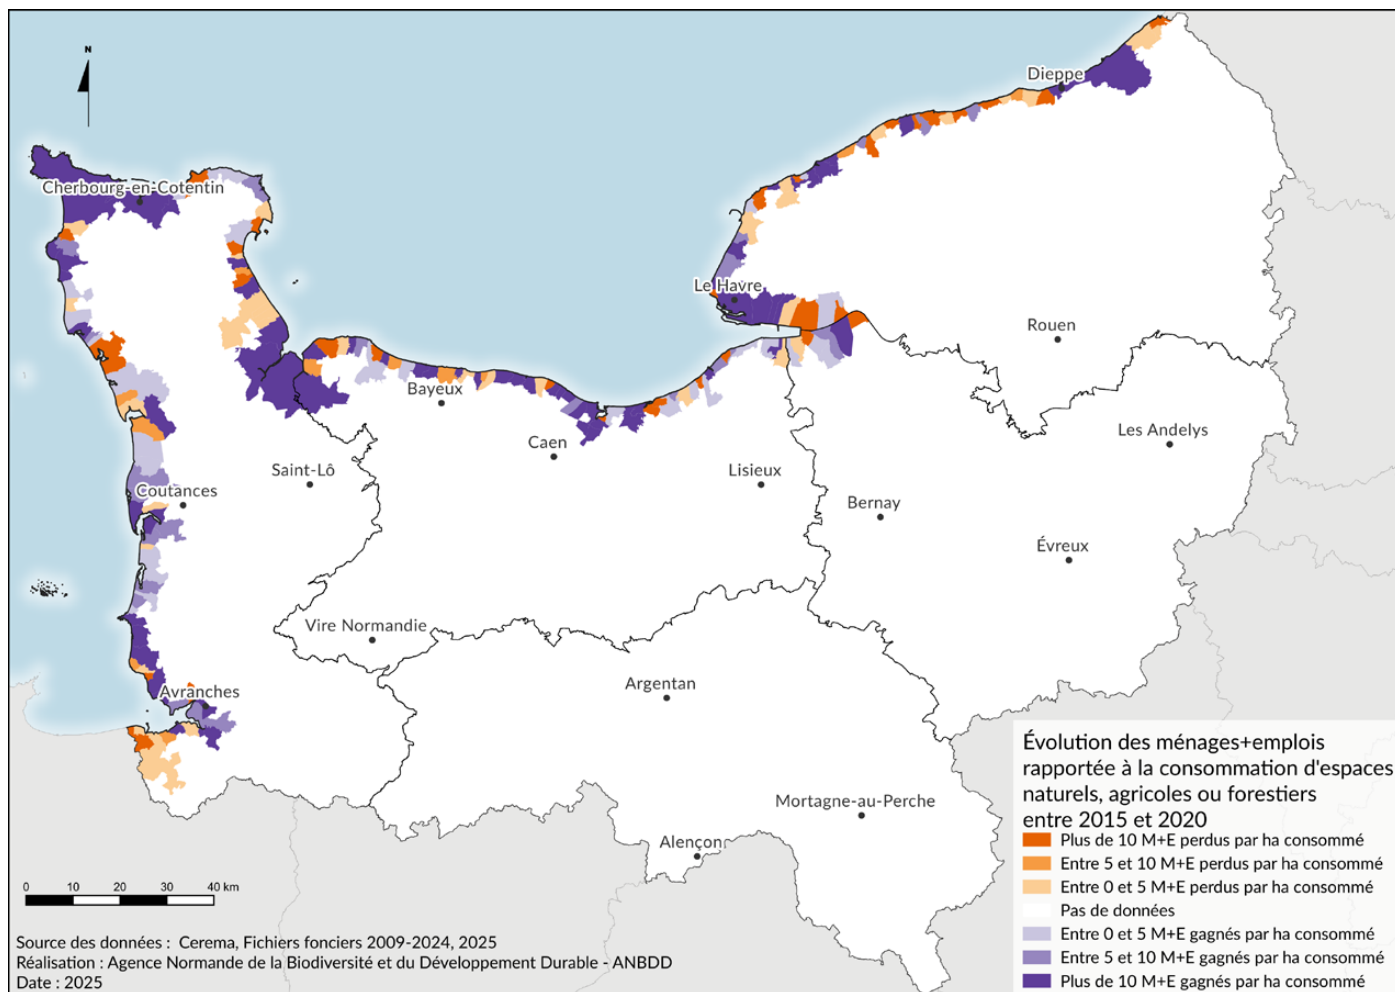 N
Dieppe
Cherbourg-en-Cotentin
Le Havre
Rouen
Bayeux
Les Andelys
Caen
Saint-Lô
Lisieux
Coutances
Bernay
Évreux
Vire Normandie
Argentan
Avranches
Mortagne-au-Perche
Alençon
Évolution des ménages+emplois
rapportée à la consommation d'espaces
naturels, agricoles ou forestiers
entre 2015 et 2020
Plus de 10 M+E perdus par ha consommé
Entre 5 et 10 M+E perdus par ha consommé
Entre 0 et 5 M+E perdus par ha consommé
Pas de données
Entre 0 et 5 M+E gagnés par ha consommé
Entre 5 et 10 M+E gagnés par ha consommé
Plus de 10 M+E gagnés par ha consommé
0 10 20 30 40 km
Source des données : Cerema, Fichiers fonciers 2009-2024, 2025
Réalisation : Agence Normande de la Biodiversité et du Développement Durable - ANBDD
Date : 2025